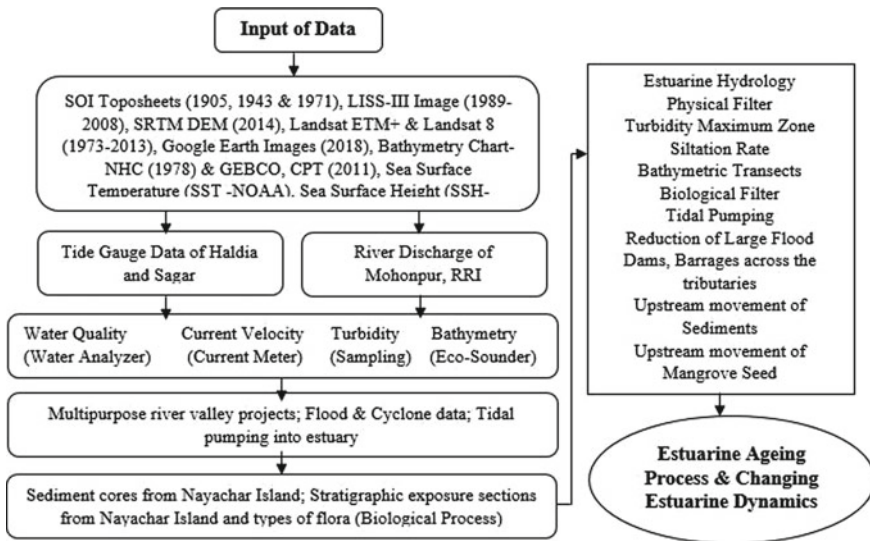 Input of Data
SOI Toposheets (1905, 1943 & 1971), LISS-III Image (1989-
2008), SRTM DEM (2014), Landsat ETM+ & Landsat 8
(1973-2013), Google Earth Images (2018), Bathymetry Chart-
NHC (1978) & GEBCO, CPT (2011), Sea Surface
Temperature (SST -NOAA), Sea Surface Height (SSH-
Tide Gauge Data of Haldia
and Sagar
River Discharge of
Mohonpur, RRI
Water Quality
(Water Analyzer)
Current Velocity
(Current Meter)
Turbidity
(Sampling)
Bathymetry
(Eco-Sounder)
Multipurpose river valley projects; Flood & Cyclone data; Tidal
pumping into estuary
Sediment cores from Nayachar Island; Stratigraphic exposure sections
from Nayachar Island and types of flora (Biological Process)
Estuarine Hydrology
Physical Filter
Turbidity Maximum Zone
Siltation Rate
Bathymetric Transects
Biological Filter
Tidal Pumping
Reduction of Large Flood
Dams, Barrages across the
tributaries
Upstream movement of
Sediments
Upstream movement of
Mangrove Seed
Estuarine Ageing
Process & Changing
Estuarine Dynamics